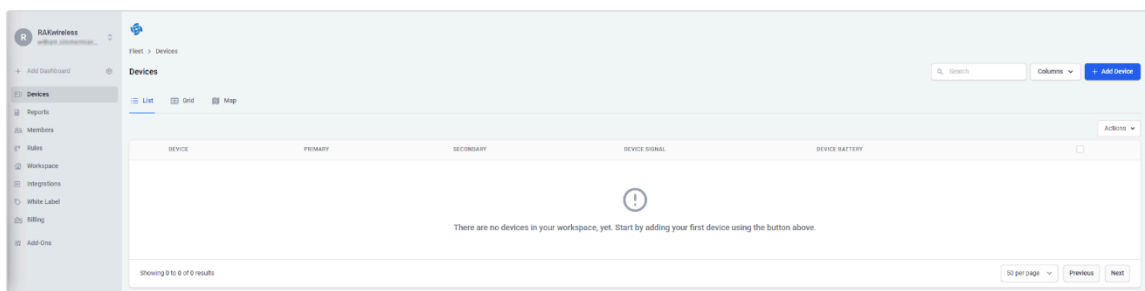 R
RAKwireless
Fleet > Devices
+ Add Dashboard
Devices
Search
Columns
+ Add Device
Devices
List
Grid
Map
Reports
Members
Rules
Workspace
Integrations
White Label
Billing
Add-Ons
Actions
DEVICE PRIMARY SECONDARY DEVICE SIGNAL DEVICE BATTERY
There are no devices in your workspace, yet. Start by adding your first device using the button above.
Showing 0 to 0 of 0 results
50 per page
Previous
Next